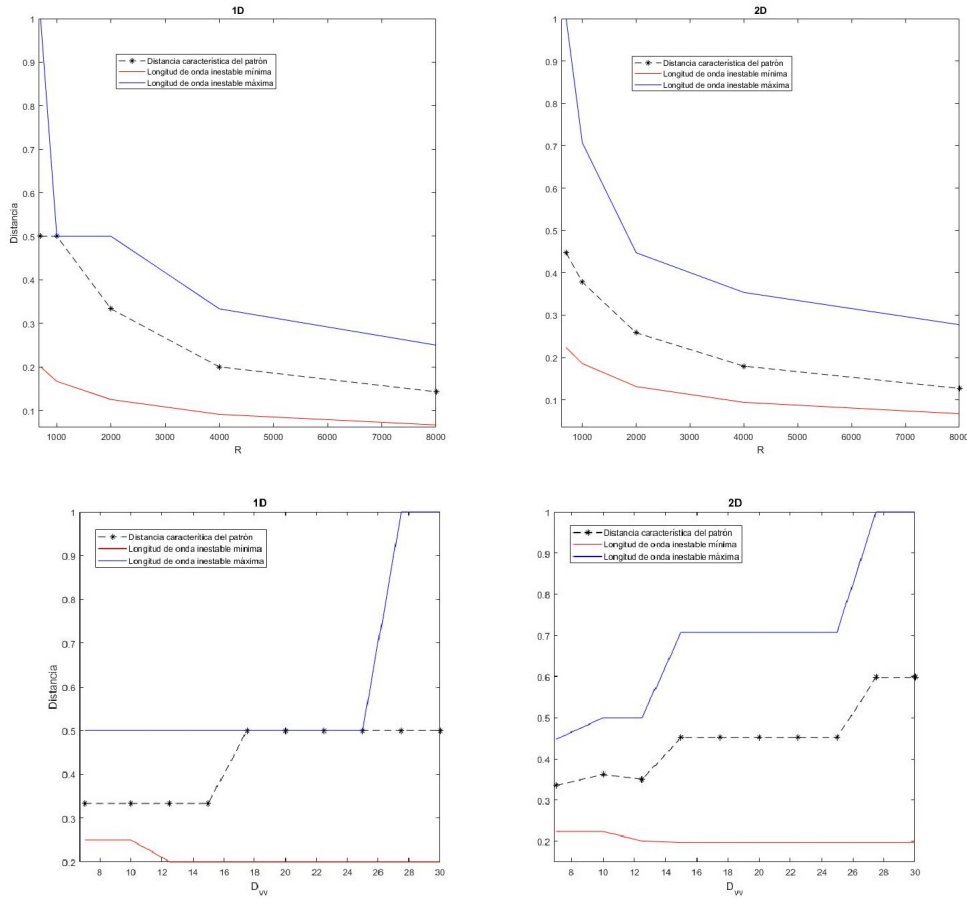 1D
Distancia característica del patrón
Longitud de onda inestable mínima
Longitud de onda inestable máxima
1
0.9
0.8
0.7
0.6
0.5
0.4
0.3
0.2
0.1
Distancia
1000 2000 3000 4000 5000 6000 7000 8000
R
2D
Distancia característica del patrón
Longitud de onda inestable mínima
Longitud de onda inestable máxima
1
0.9
0.8
0.7
0.6
0.5
0.4
0.3
0.2
0.1
1000 2000 3000 4000 5000 6000 7000 8000
R
1D
Distancia caracterítica del patrón
Longitud de onda inestalble mínima
Longitud de onda inestalble máxima
1
0.9
0.8
0.7
0.6
0.5
0.4
0.3
0.2
Distancia
8 10 12 14 16 18 20 22 24 26 28 30
D_vv
2D
Distancia característica del patrón
Longitud de onda inestable mínima
Longitud de onda inestable máxima
1
0.9
0.8
0.7
0.6
0.5
0.4
0.3
0.2
8 10 12 14 16 18 20 22 24 26 28 30
D_vv